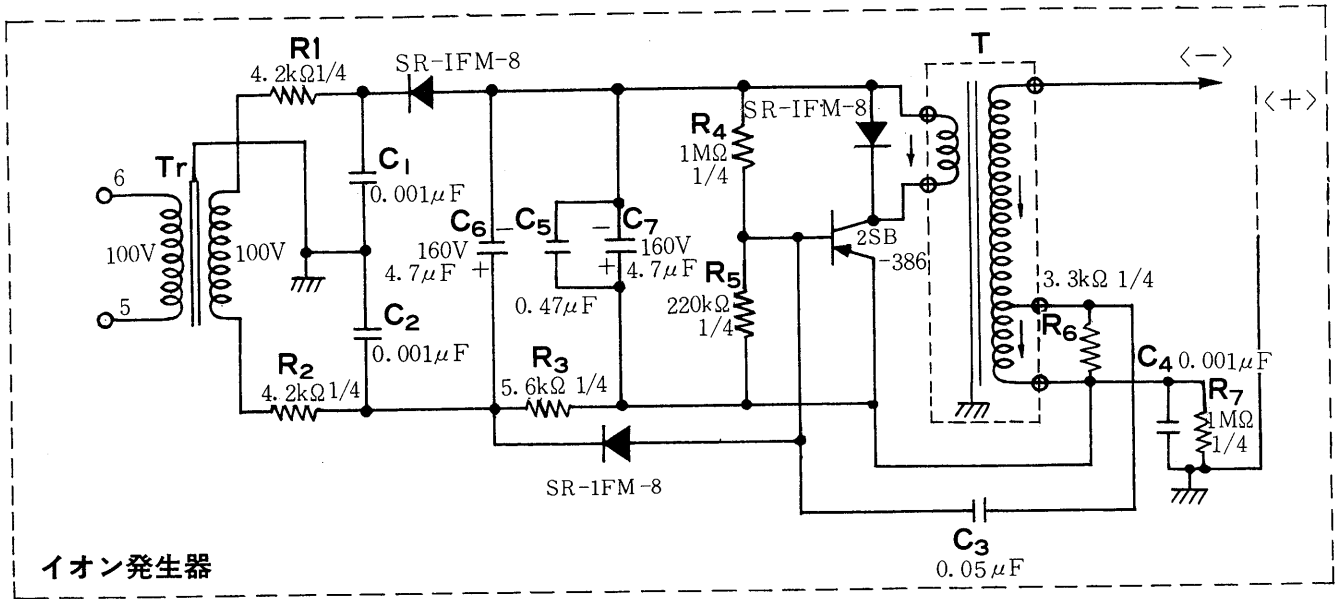 R1
4.2kΩ1/4
SR-IFM-8
T
〈−〉
〈+〉
SR-IFM-8
R4
1MΩ
1/4
Tr
6
C1
0.001μF
100V
100V
C6
−
160V
4.7μF
+
C5
0.47μF
−
C7
160V
+
4.7μF
2SB
-386
5
C2
0.001μF
R5
220kΩ
1/4
3.3kΩ 1/4
R6
R2
4.2kΩ1/4
R3
5.6kΩ 1/4
C4
0.001μF
R7
1MΩ
1/4
SR-1FM-8
C3
0.05μF
イオン発生器